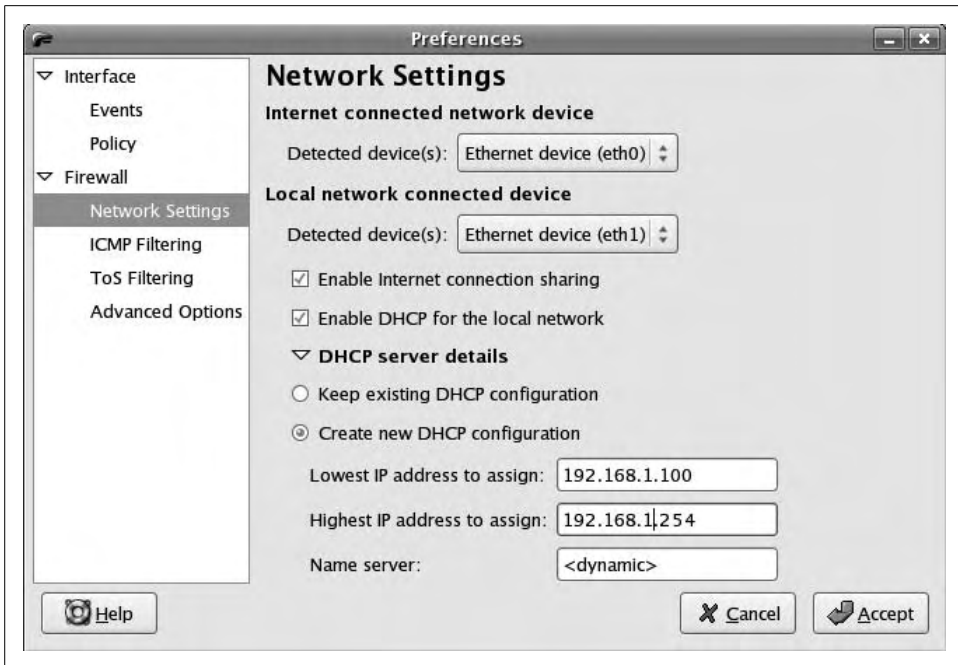 Preferences
Interface
Events
Policy
Firewall
Network Settings
ICMP Filtering
ToS Filtering
Advanced Options
Network Settings
Internet connected network device
Detected device(s): Ethernet device (eth0)
Local network connected device
Detected device(s): Ethernet device (eth1)
Enable Internet connection sharing
Enable DHCP for the local network
DHCP server details
Keep existing DHCP configuration
Create new DHCP configuration
Lowest IP address to assign: 192.168.1.100
Highest IP address to assign: 192.168.1.254
Name server: <dynamic>
Help
Cancel
Accept